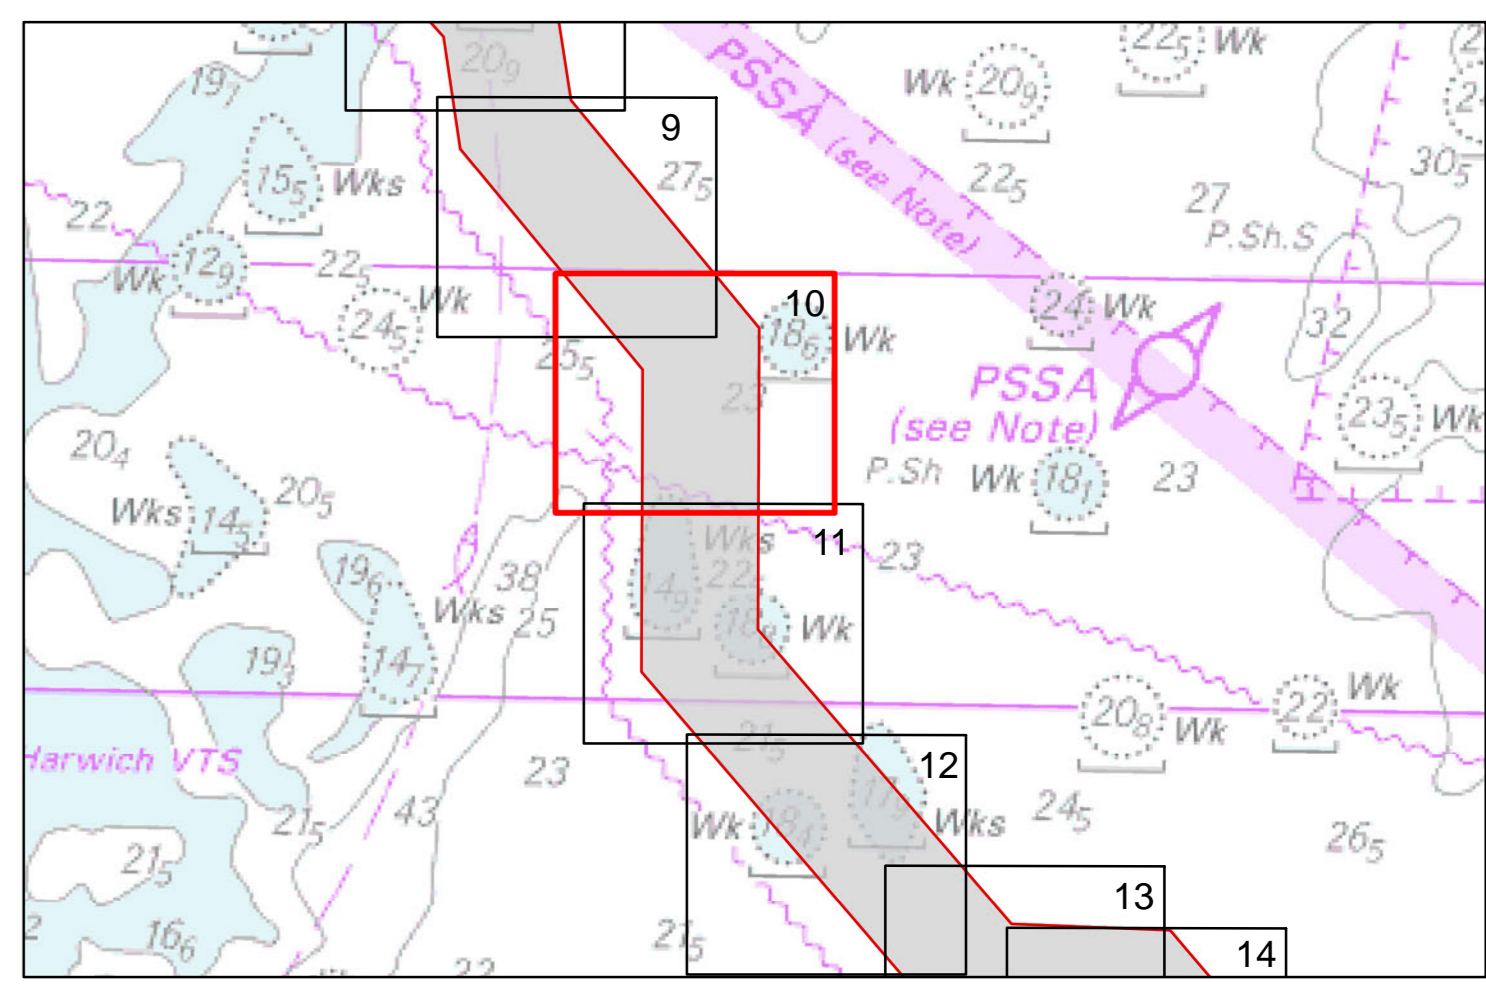 20₉
PSSA
(see Note)
22₅ Wk
Wk 20₉
19₇
9
15₅ Wks
27₅
22₅
30₅
27
P.Sh.S
22
Wk 12₉
22₅
24₅ Wk
10
18₆ Wk
24 Wk
32
25₅
23
PSSA
(see Note)
23₅ Wk
20₄
20₅
P.Sh
Wk 18₁
23
Wks 14₅
11
Wks
23
19₆
38
14₉
Wks 25
Wk
19
14₇
22 Wk
20₈ Wk
Harwich VTS
21₅
23
12
17₉
Wks
43
21₅
Wk 18₄
24₅
26₅
21₅
13
16₆
21₅
14
22